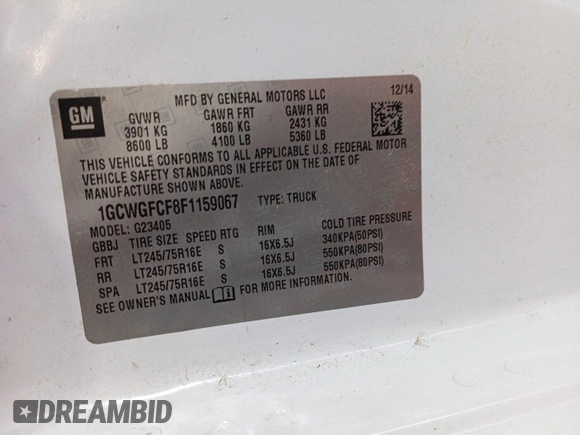 GM
MFD BY GENERAL MOTORS LLC 12/14
GVWR GAWR FRT GAWR RR
3901 KG 1860 KG 2431 KG
8600 LB 4100 LB 5360 LB
THIS VEHICLE CONFORMS TO ALL APPLICABLE U.S. FEDERAL MOTOR
VEHICLE SAFETY STANDARDS IN EFFECT ON THE DATE OF
MANUFACTURE SHOWN ABOVE.
1GCWGFCF8F1159067 TYPE: TRUCK
MODEL: G23405
GBBJ TIRE SIZE SPEED RTG RIM COLD TIRE PRESSURE
FRT LT245/75R16E S 16X6.5J 340KPA(50PSI)
RR LT245/75R16E S 16X6.5J 550KPA(80PSI)
SPA LT245/75R16E S 16X6.5J 550KPA(80PSI)
SEE OWNER'S MANUAL FOR MORE INFORMATION.
DREAMBID